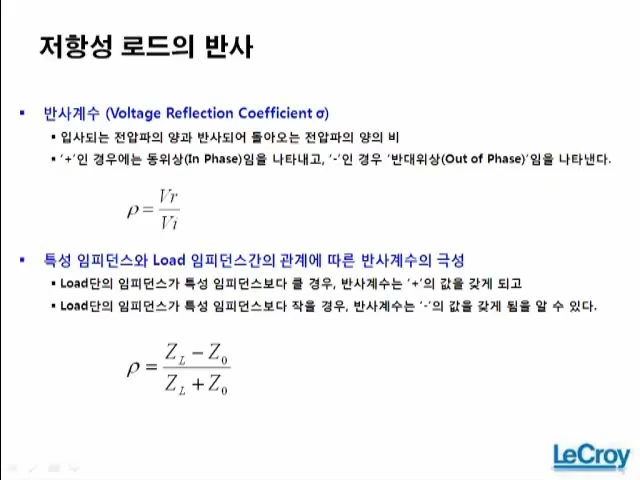 저항성 로드의 반사
▪ 반사계수 (Voltage Reflection Coefficient σ)
▪ 입사되는 전압파의 양과 반사되어 돌아오는 전압파의 양의 비
▪ '+'인 경우에는 동위상(In Phase)임을 나타내고, '-'인 경우 '반대위상(Out of Phase)'임을 나타낸다.
ρ = Vr / Vi
▪ 특성 임피던스와 Load 임피던스간의 관계에 따른 반사계수의 극성
▪ Load단의 임피던스가 특성 임피던스보다 클 경우, 반사계수는 '+'의 값을 갖게 되고
▪ Load단의 임피던스가 특성 임피던스보다 작을 경우, 반사계수는 '-'의 값을 갖게 됨을 알 수 있다.
ρ = (Z_L − Z_0) / (Z_L + Z_0)
LeCroy